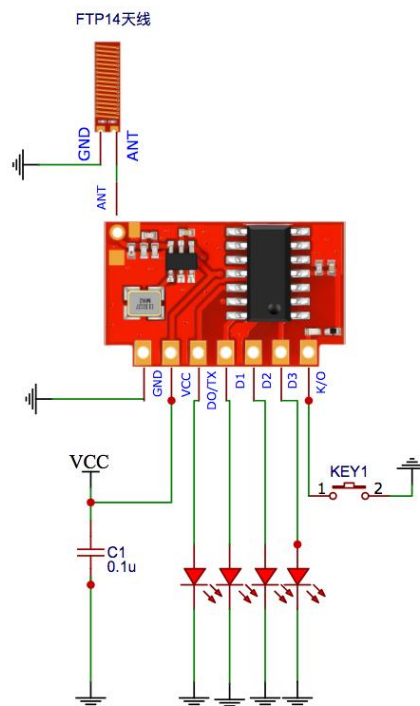 FTP14天线
GND
ANT
ANT
GND
VCC
DO/TX
D1
D2
D3
K/O
KEY1
1
2
VCC
C1
0.1u